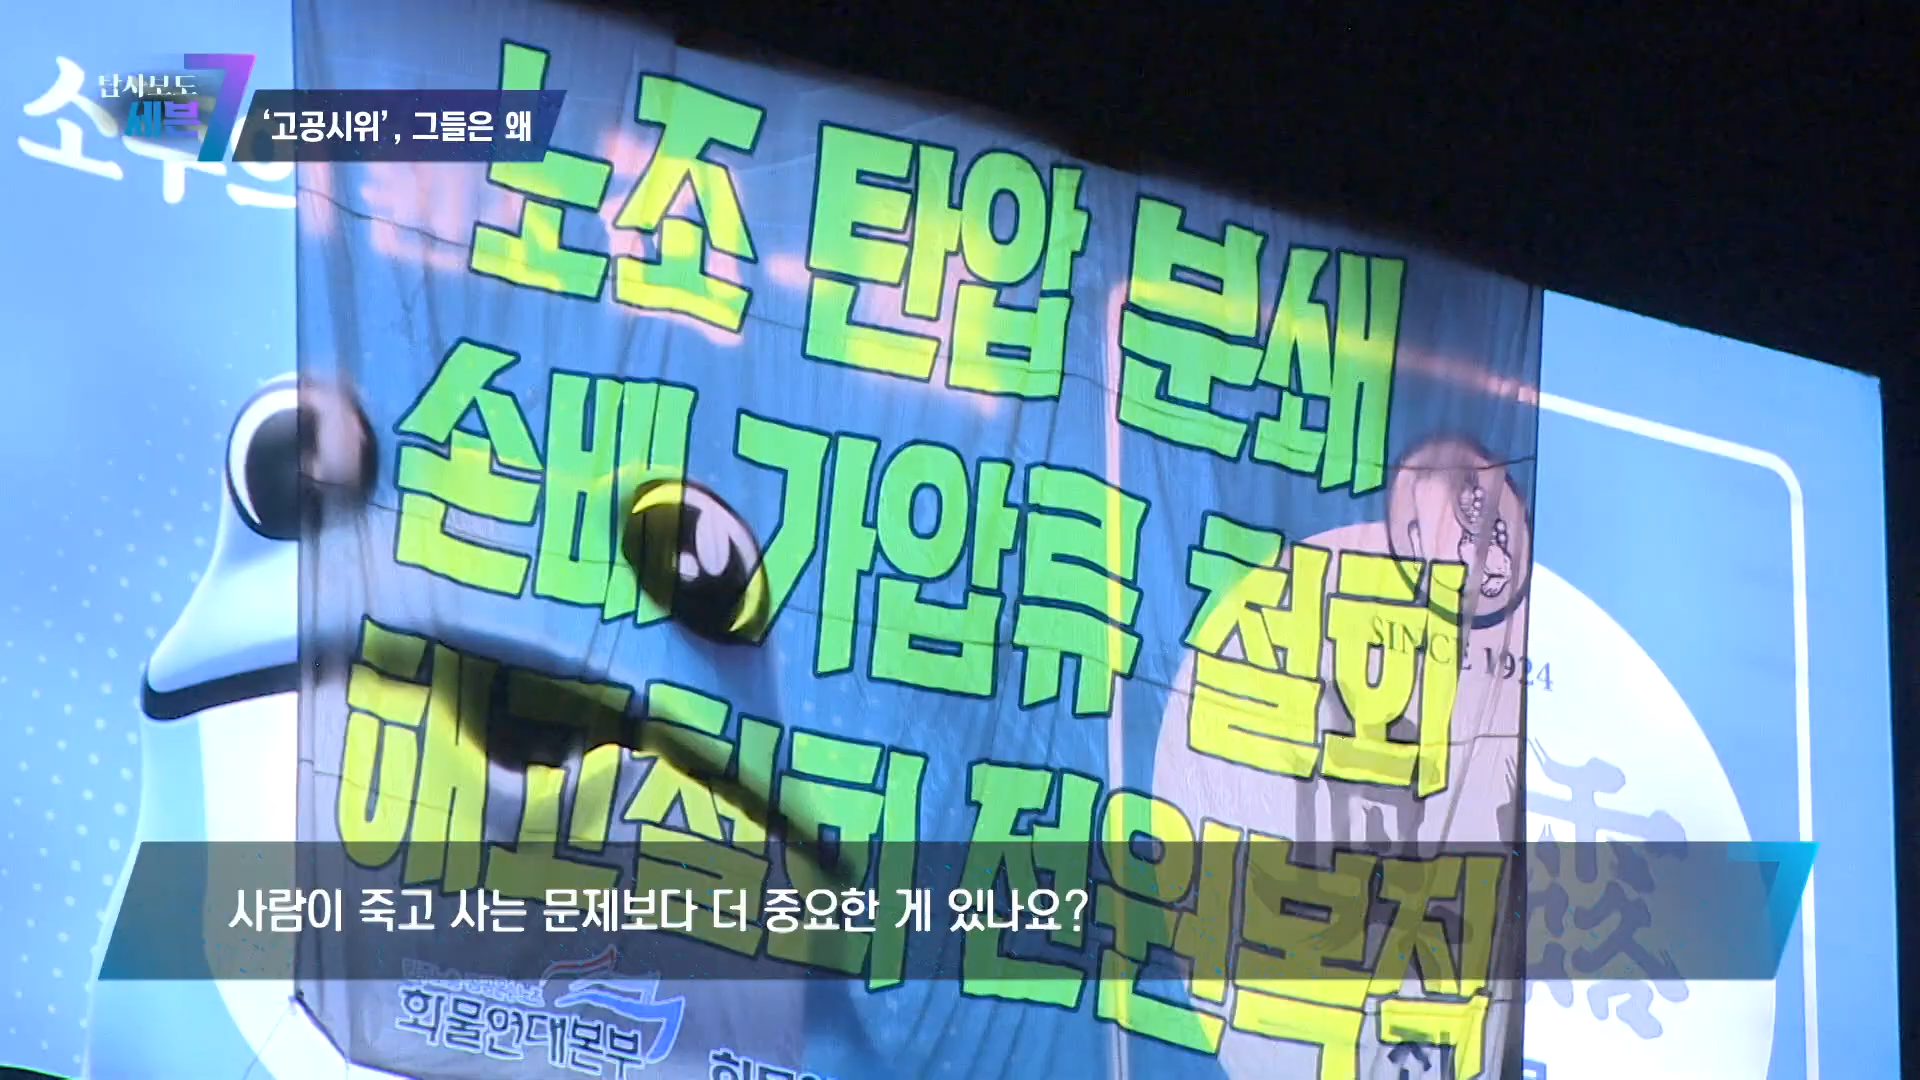 탐사보도
세븐
7
‘고공시위’, 그들은 왜
노조 탄압 분쇄
손배 가압류 철회
해고철회 전원복직
SINCE 1924
露
사람이 죽고 사는 문제보다 더 중요한 게 있나요?
화물연대본부